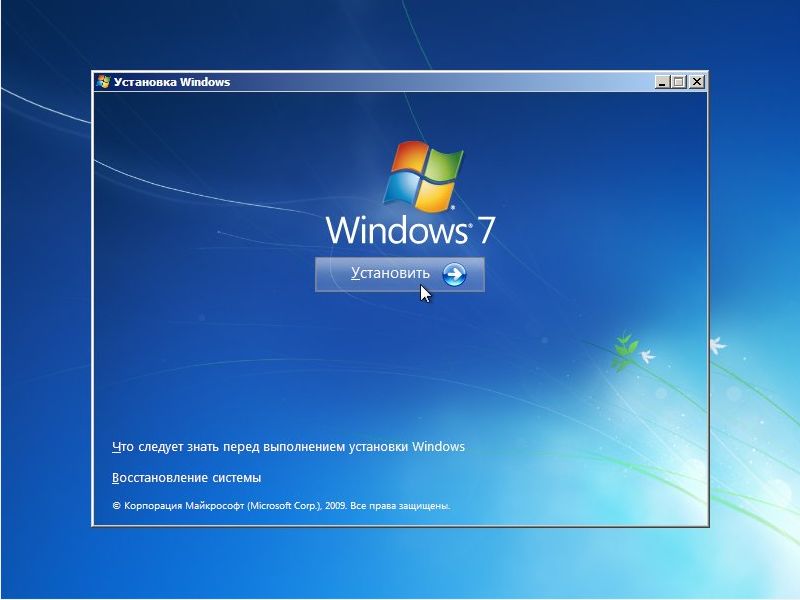 Установка Windows
Windows® 7
Установить
Что следует знать перед выполнением установки Windows
Восстановление системы
© Корпорация Майкрософт (Microsoft Corp.), 2009. Все права защищены.